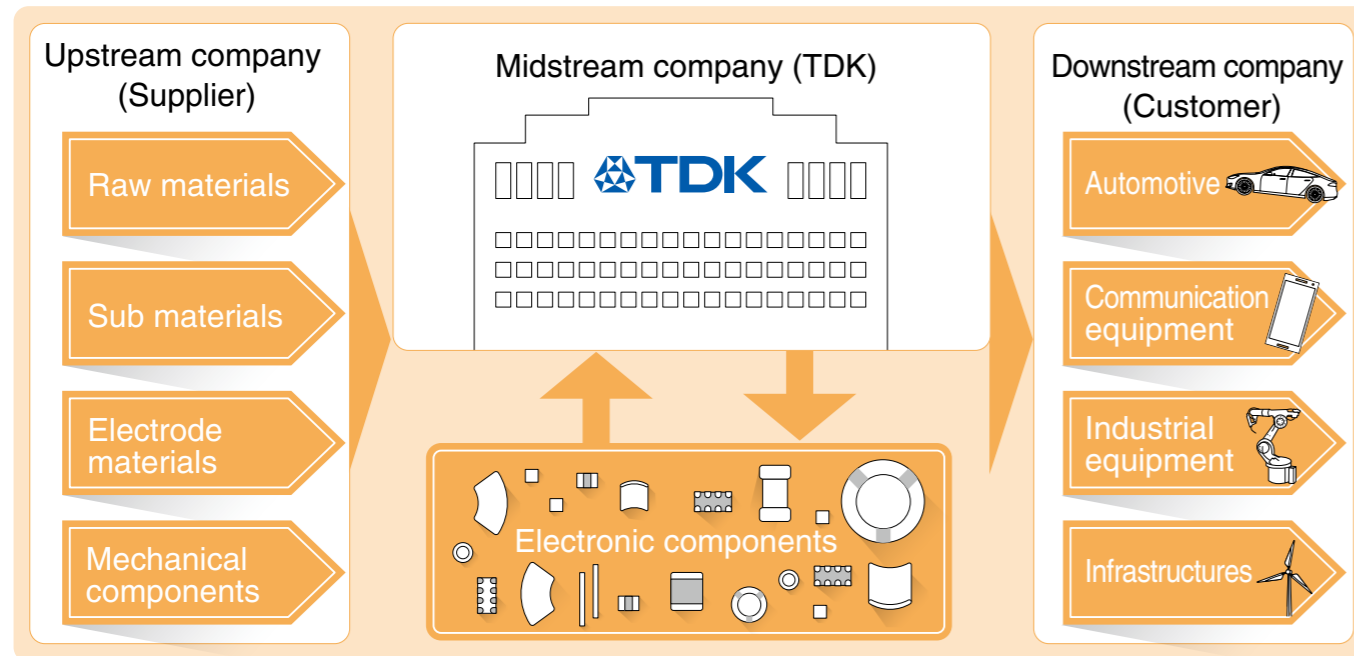 Upstream company
(Supplier)
Raw materials
Sub materials
Electrode
materials
Mechanical
components
Midstream company (TDK)
TDK
Electronic components
Downstream company
(Customer)
Automotive
Communication
equipment
Industrial
equipment
Infrastructures